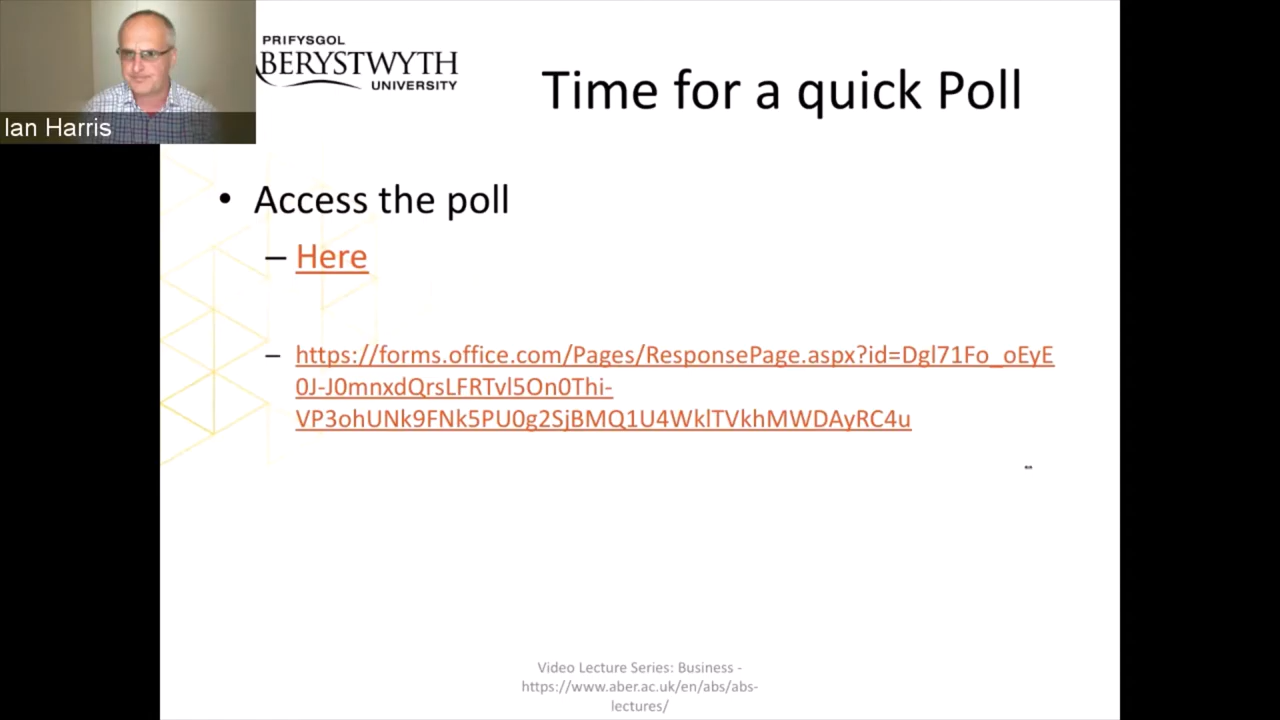 PRIFYSGOL
ABERYSTWYTH
UNIVERSITY
Time for a quick Poll
Ian Harris
• Access the poll
– Here
– https://forms.office.com/Pages/ResponsePage.aspx?id=Dgl71Fo_oEyE
0J-J0mnxdQrsLFRTvl5On0Thi-
VP3ohUNk9FNk5PU0g2SjBMQ1U4WklTVkhMWDAyRC4u
Video Lecture Series: Business -
https://www.aber.ac.uk/en/abs/abs-
lectures/